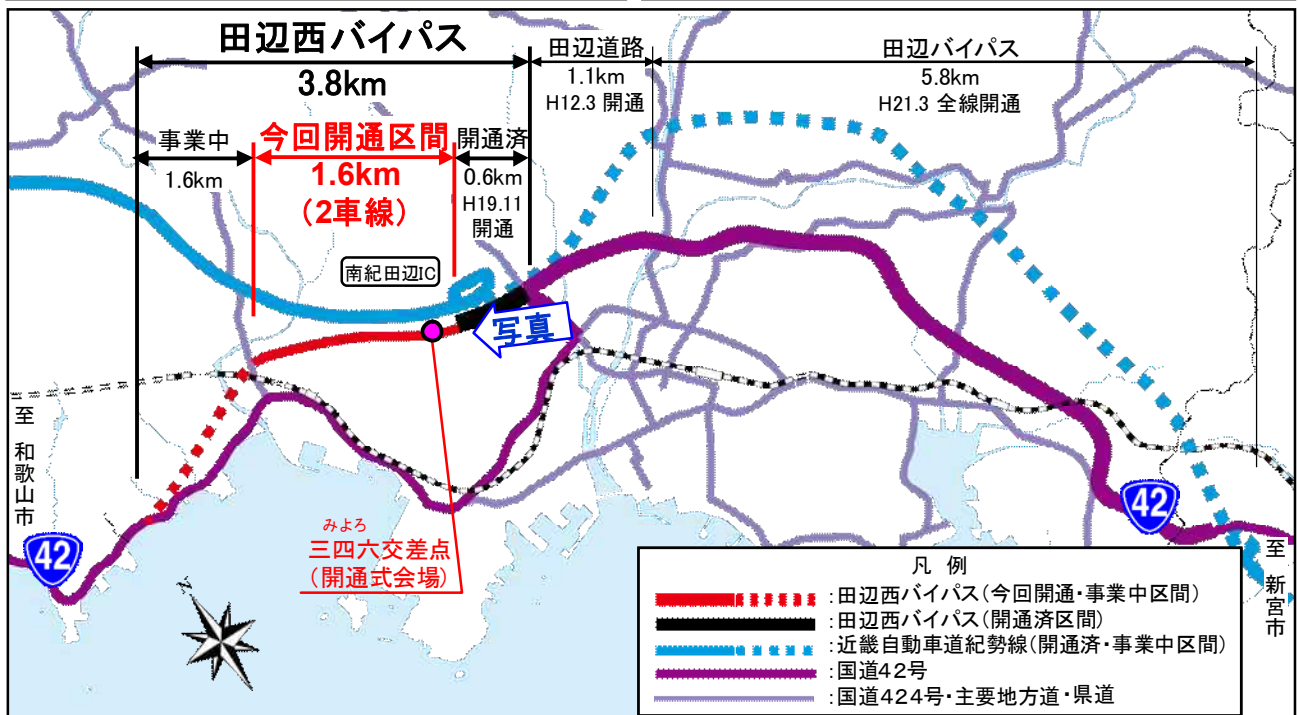 田辺西バイパス
3.8km
田辺道路
1.1km
H12.3 開通
田辺バイパス
5.8km
H21.3 全線開通
事業中
1.6km
今回開通区間
1.6km
(2車線)
開通済
0.6km
H19.11
開通
南紀田辺IC
写真
至 和歌山市
42
みよろ
三四六交差点
(開通式会場)
N
42
至 新宮市
凡 例
:田辺西バイパス(今回開通・事業中区間)
:田辺西バイパス(開通済区間)
:近畿自動車道紀勢線(開通済・事業中区間)
:国道42号
:国道424号・主要地方道・県道